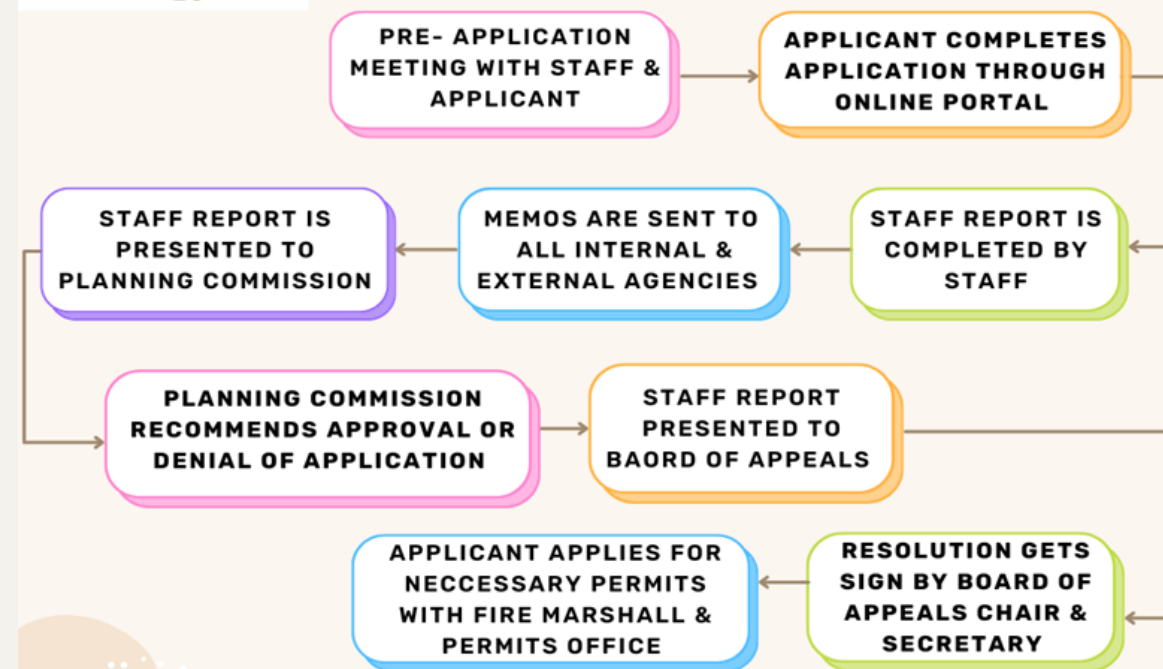 PRE- APPLICATION
MEETING WITH STAFF &
APPLICANT
APPLICANT COMPLETES
APPLICATION THROUGH
ONLINE PORTAL
STAFF REPORT IS
COMPLETED BY
STAFF
MEMOS ARE SENT TO
ALL INTERNAL &
EXTERNAL AGENCIES
STAFF REPORT IS
PRESENTED TO
PLANNING COMMISSION
PLANNING COMMISSION
RECOMMENDS APPROVAL OR
DENIAL OF APPLICATION
STAFF REPORT
PRESENTED TO
BAORD OF APPEALS
RESOLUTION GETS
SIGN BY BOARD OF
APPEALS CHAIR &
SECRETARY
APPLICANT APPLIES FOR
NECCESSARY PERMITS
WITH FIRE MARSHALL &
PERMITS OFFICE